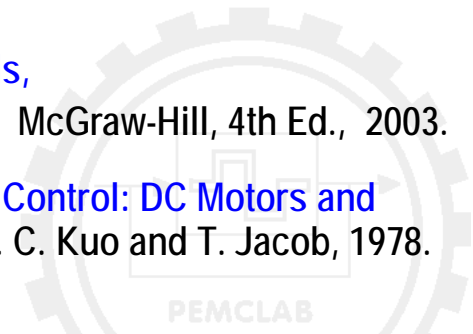 s,
McGraw-Hill, 4th Ed., 2003.
Control: DC Motors and
. C. Kuo and T. Jacob, 1978.
PEMCLAB